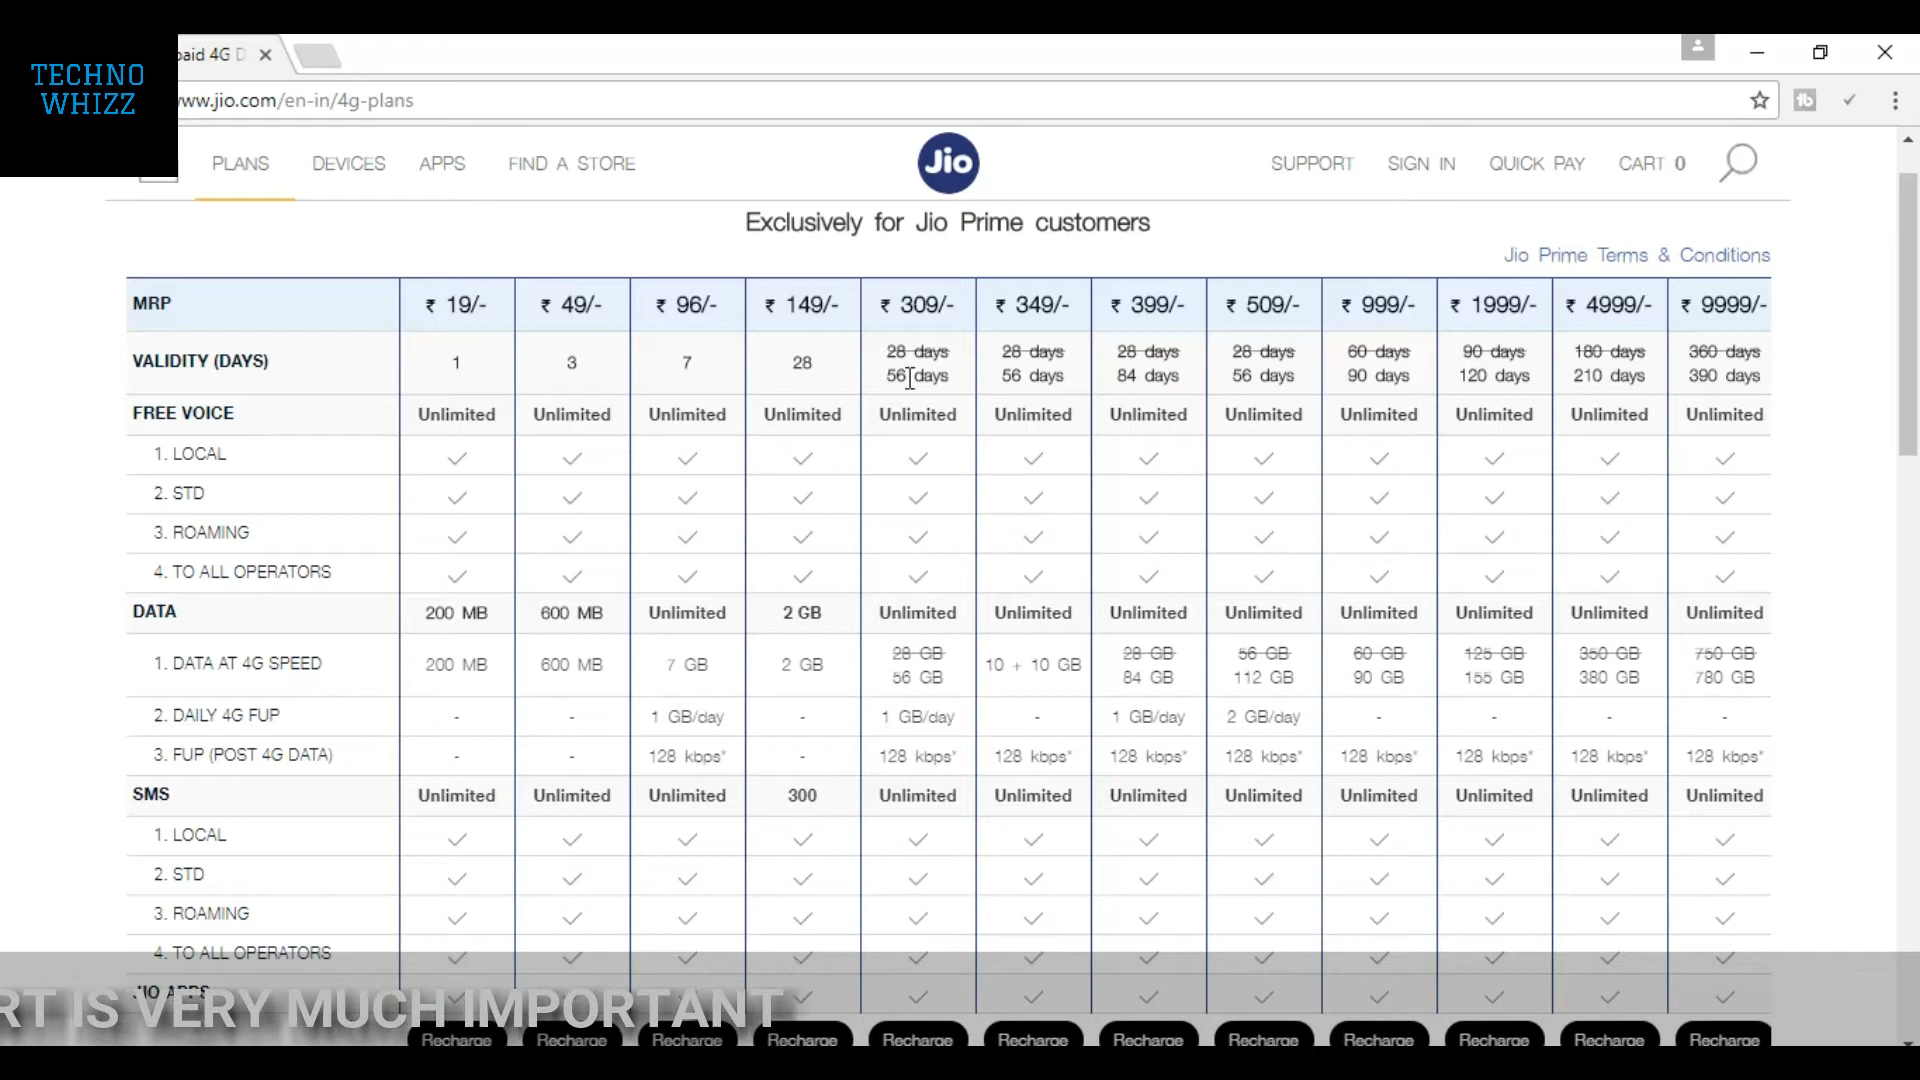 TECHNO
WHIZZ
paid 4G D
www.jio.com/en-in/4g-plans
PLANS DEVICES APPS FIND A STORE Jio SUPPORT SIGN IN QUICK PAY CART 0
Exclusively for Jio Prime customers
Jio Prime Terms & Conditions
MRP ₹ 19/- ₹ 49/- ₹ 96/- ₹ 149/- ₹ 309/- ₹ 349/- ₹ 399/- ₹ 509/- ₹ 999/- ₹ 1999/- ₹ 4999/- ₹ 9999/-
28 days 28 days 28 days 28 days 60 days 90 days 180 days 360 days
VALIDITY (DAYS) 1 3 7 28 56 days 56 days 84 days 56 days 90 days 120 days 210 days 390 days
FREE VOICE Unlimited Unlimited Unlimited Unlimited Unlimited Unlimited Unlimited Unlimited Unlimited Unlimited Unlimited Unlimited
1. LOCAL
2. STD
3. ROAMING
4. TO ALL OPERATORS
DATA 200 MB 600 MB Unlimited 2 GB Unlimited Unlimited Unlimited Unlimited Unlimited Unlimited Unlimited Unlimited
28 GB 28 GB 56 GB 60 GB 125 GB 350 GB 750 GB
1. DATA AT 4G SPEED 200 MB 600 MB 7 GB 2 GB 56 GB 10 + 10 GB 84 GB 112 GB 90 GB 155 GB 380 GB 780 GB
2. DAILY 4G FUP - - 1 GB/day - 1 GB/day - 1 GB/day 2 GB/day - - - -
3. FUP (POST 4G DATA) - - 128 kbps* - 128 kbps* 128 kbps* 128 kbps* 128 kbps* 128 kbps* 128 kbps* 128 kbps* 128 kbps*
SMS Unlimited Unlimited Unlimited 300 Unlimited Unlimited Unlimited Unlimited Unlimited Unlimited Unlimited Unlimited
1. LOCAL
2. STD
3. ROAMING
4. TO ALL OPERATORS
JIO APPS
RT IS VERY MUCH IMPORTANT
Recharge Recharge Recharge Recharge Recharge Recharge Recharge Recharge Recharge Recharge Recharge Recharge